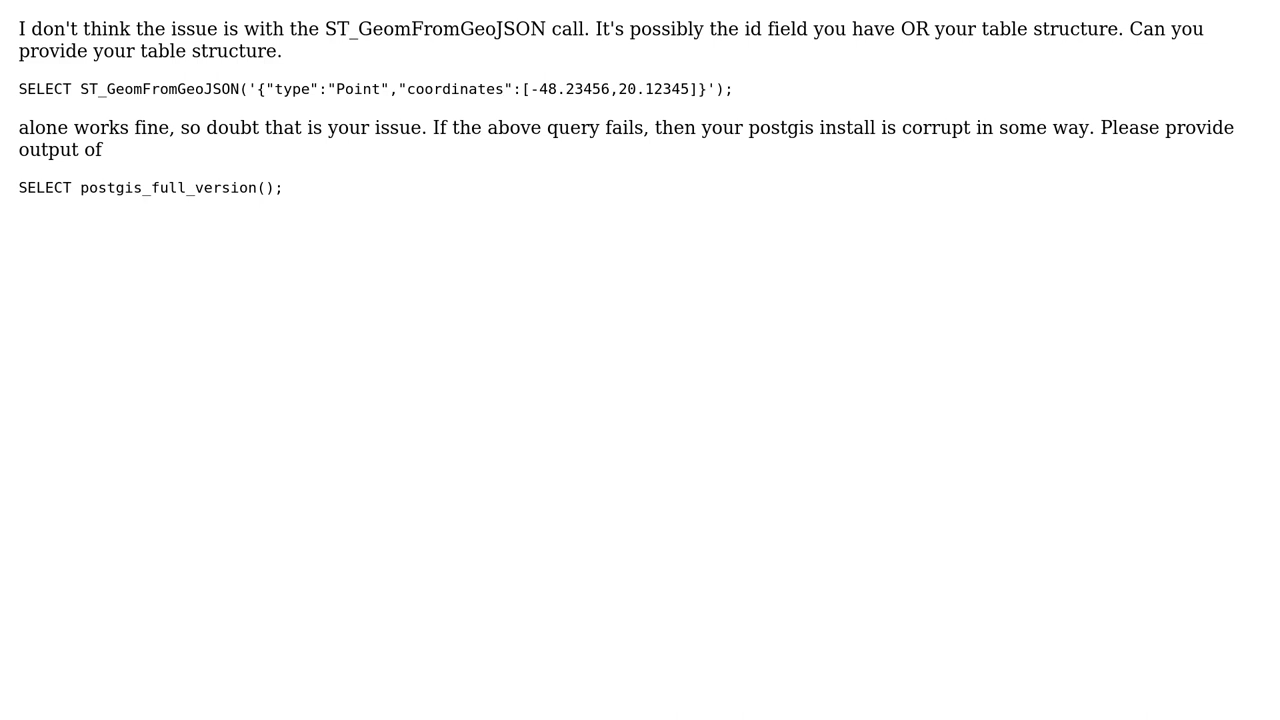 I don't think the issue is with the ST_GeomFromGeoJSON call. It's possibly the id field you have OR your table structure. Can you
provide your table structure.
SELECT ST_GeomFromGeoJSON('{"type":"Point","coordinates":[-48.23456,20.12345]}');
alone works fine, so doubt that is your issue. If the above query fails, then your postgis install is corrupt in some way. Please provide
output of
SELECT postgis_full_version();